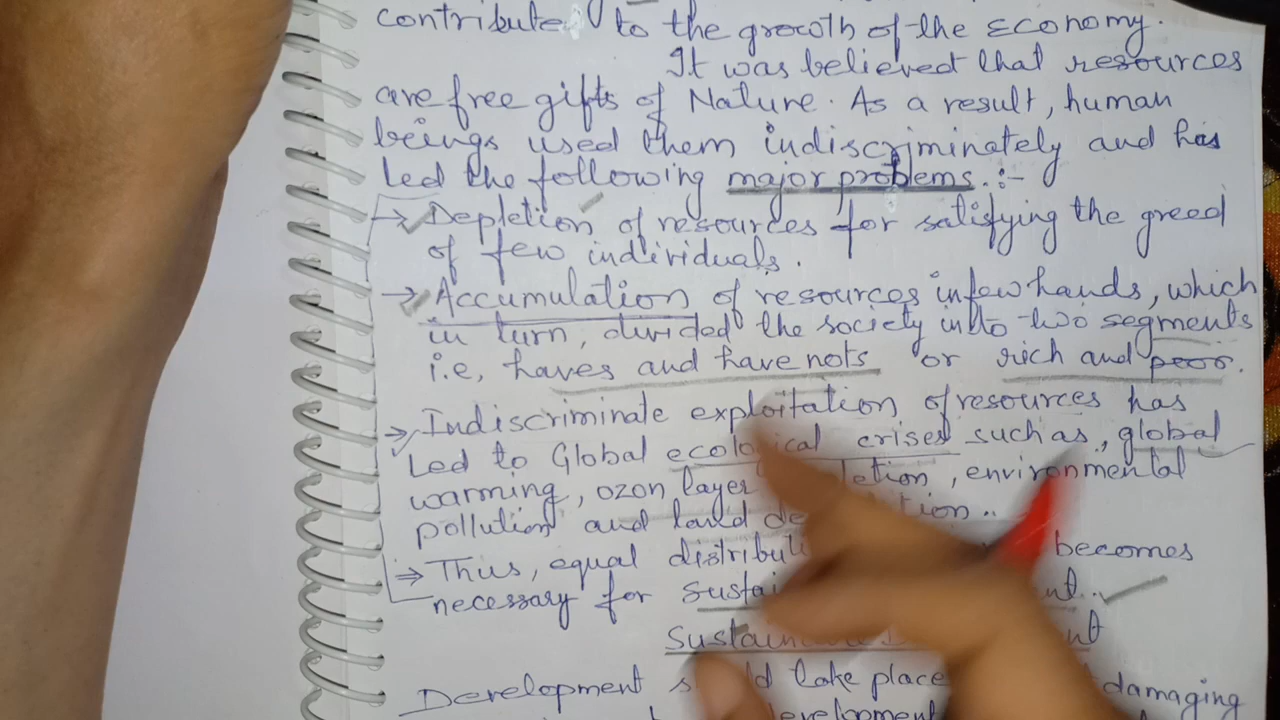 contribute to the growth of the Economy.
It was believed that resources
are free gifts of Nature. As a result, human
beings used them indiscriminately and has
led the following major problems. :-
→ Depletion of resources for satisfying the greed
of few individuals.
→ Accumulation of resources in few hands, which
in turn, divided the society into two segments
i.e, haves and have nots or rich and poor.
→ Indiscriminate exploitation of resources has
Led to Global ecological crises such as, global
warming, ozon layer depletion, environmental
pollution and land
⇒ Thus, equal becomes
necessary for
Development take place damaging